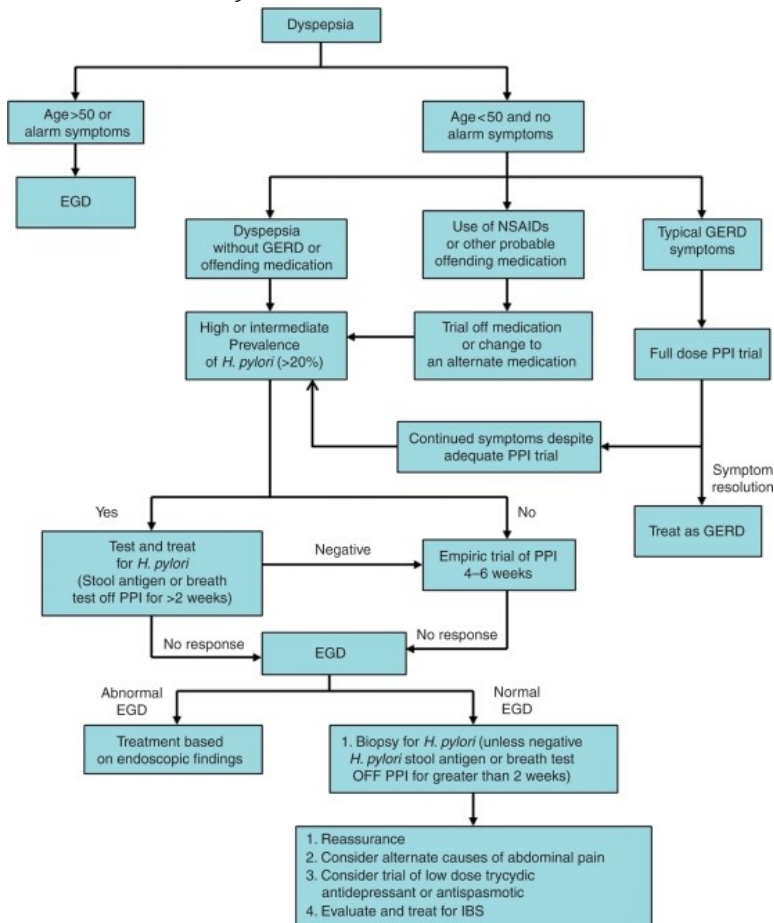 Dyspepsia
Age>50 or
alarm symptoms
Age<50 and no
alarm symptoms
EGD
Dyspepsia
without GERD or
offending medication
Use of NSAIDs
or other probable
offending medication
Typical GERD
symptoms
High or intermediate
Prevalence
of H. pylori (>20%)
Trial off medication
or change to
an alternate medication
Full dose PPI trial
Continued symptoms despite
adequate PPI trial
Symptom
resolution
Treat as GERD
Yes
No
Test and treat
for H. pylori
(Stool antigen or breath
test off PPI for >2 weeks)
Negative
Empiric trial of PPI
4–6 weeks
No response
No response
EGD
Abnormal
EGD
Normal
EGD
Treatment based
on endoscopic findings
1. Biopsy for H. pylori (unless negative
H. pylori stool antigen or breath test
OFF PPI for greater than 2 weeks)
1. Reassurance
2. Consider alternate causes of abdominal pain
3. Consider trial of low dose trycydic
antidepressant or antispasmotic
4. Evaluate and treat for IBS